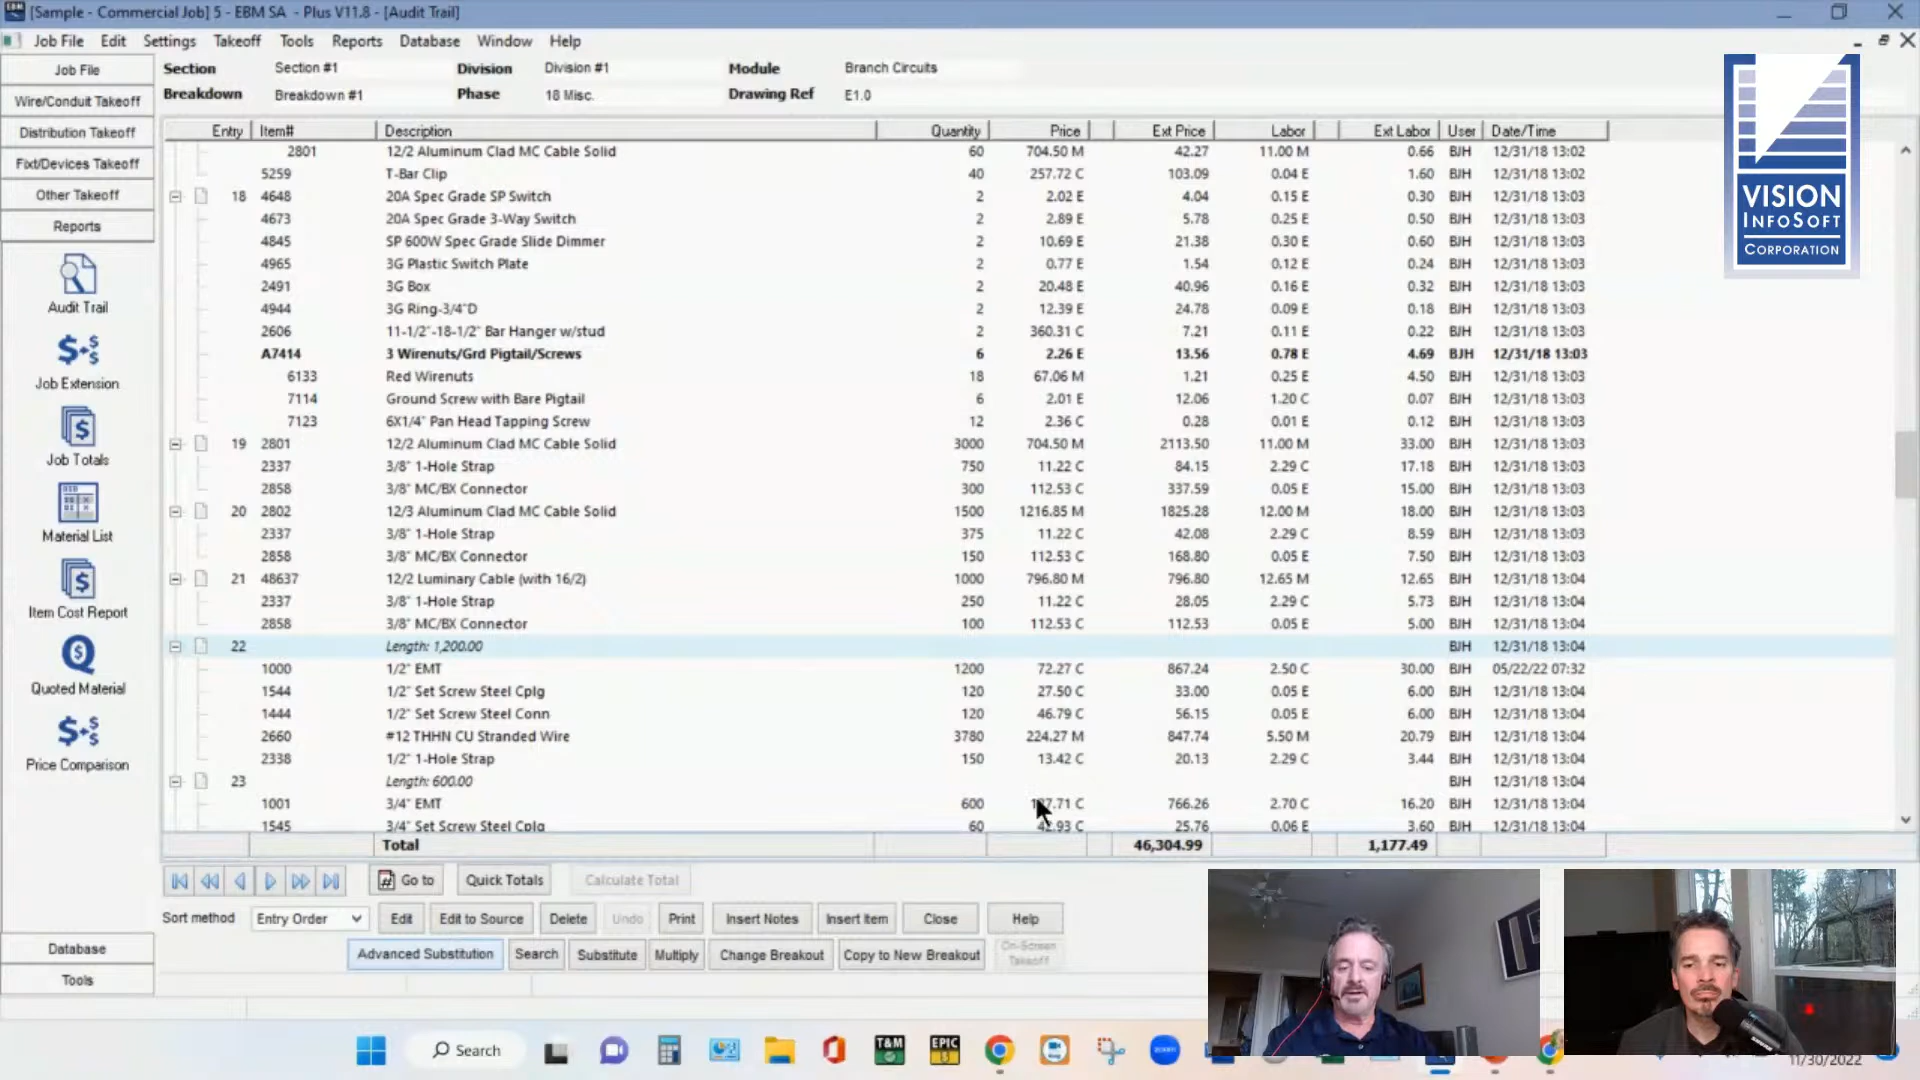 [Sample - Commercial Job] 5 - EBM SA - Plus V11.8 - [Audit Trail]
Job File Edit Settings Takeoff Tools Reports Database Window Help
Job File
Wire/Conduit Takeoff
Distribution Takeoff
Fixt/Devices Takeoff
Other Takeoff
Reports
Audit Trail
Job Extension
Job Totals
Material List
Item Cost Report
Quoted Material
Price Comparison
Database
Tools
Section Section #1 Division Division #1 Module Branch Circuits
Breakdown Breakdown #1 Phase 18 Misc. Drawing Ref E1.0
Entry Item# Description Quantity Price Ext Price Labor Ext Labor User Date/Time
2801 12/2 Aluminum Clad MC Cable Solid 60 704.50 M 42.27 11.00 M 0.66 BJH 12/31/18 13:02
5259 T-Bar Clip 40 257.72 C 103.09 0.04 E 1.60 BJH 12/31/18 13:02
18 4648 20A Spec Grade SP Switch 2 2.02 E 4.04 0.15 E 0.30 BJH 12/31/18 13:03
4673 20A Spec Grade 3-Way Switch 2 2.89 E 5.78 0.25 E 0.50 BJH 12/31/18 13:03
4845 SP 600W Spec Grade Slide Dimmer 2 10.69 E 21.38 0.30 E 0.60 BJH 12/31/18 13:03
4965 3G Plastic Switch Plate 2 0.77 E 1.54 0.12 E 0.24 BJH 12/31/18 13:03
2491 3G Box 2 20.48 E 40.96 0.16 E 0.32 BJH 12/31/18 13:03
4944 3G Ring-3/4"D 2 12.39 E 24.78 0.09 E 0.18 BJH 12/31/18 13:03
2606 11-1/2"-18-1/2" Bar Hanger w/stud 2 360.31 C 7.21 0.11 E 0.22 BJH 12/31/18 13:03
A7414 3 Wirenuts/Grd Pigtail/Screws 6 2.26 E 13.56 0.78 E 4.69 BJH 12/31/18 13:03
6133 Red Wirenuts 18 67.06 M 1.21 0.25 E 4.50 BJH 12/31/18 13:03
7114 Ground Screw with Bare Pigtail 6 2.01 E 12.06 1.20 C 0.07 BJH 12/31/18 13:03
7123 6X1/4" Pan Head Tapping Screw 12 2.36 C 0.28 0.01 E 0.12 BJH 12/31/18 13:03
19 2801 12/2 Aluminum Clad MC Cable Solid 3000 704.50 M 2113.50 11.00 M 33.00 BJH 12/31/18 13:03
2337 3/8" 1-Hole Strap 750 11.22 C 84.15 2.29 C 17.18 BJH 12/31/18 13:03
2858 3/8" MC/BX Connector 300 112.53 C 337.59 0.05 E 15.00 BJH 12/31/18 13:03
20 2802 12/3 Aluminum Clad MC Cable Solid 1500 1216.85 M 1825.28 12.00 M 18.00 BJH 12/31/18 13:03
2337 3/8" 1-Hole Strap 375 11.22 C 42.08 2.29 C 8.59 BJH 12/31/18 13:03
2858 3/8" MC/BX Connector 150 112.53 C 168.80 0.05 E 7.50 BJH 12/31/18 13:03
21 48637 12/2 Luminary Cable (with 16/2) 1000 796.80 M 796.80 12.65 M 12.65 BJH 12/31/18 13:04
2337 3/8" 1-Hole Strap 250 11.22 C 28.05 2.29 C 5.73 BJH 12/31/18 13:04
2858 3/8" MC/BX Connector 100 112.53 C 112.53 0.05 E 5.00 BJH 12/31/18 13:04
22 Length: 1,200.00 BJH 12/31/18 13:04
1000 1/2" EMT 1200 72.27 C 867.24 2.50 C 30.00 BJH 05/22/22 07:32
1544 1/2" Set Screw Steel Cplg 120 27.50 C 33.00 0.05 E 6.00 BJH 12/31/18 13:04
1444 1/2" Set Screw Steel Conn 120 46.79 C 56.15 0.05 E 6.00 BJH 12/31/18 13:04
2660 #12 THHN CU Stranded Wire 3780 224.27 M 847.74 5.50 M 20.79 BJH 12/31/18 13:04
2338 1/2" 1-Hole Strap 150 13.42 C 20.13 2.29 C 3.44 BJH 12/31/18 13:04
23 Length: 600.00 BJH 12/31/18 13:04
1001 3/4" EMT 600 C 766.26 2.70 C 16.20 BJH 12/31/18 13:04
1545 3/4" Set Screw Steel Cplg 60 42.93 C 25.76 0.06 E 3.60 BJH 12/31/18 13:04
Total 46,304.99 1,177.49
Go to Quick Totals Calculate Total
Sort method Entry Order Edit Edit to Source Delete Undo Print Insert Notes Insert Item Close Help
Advanced Substitution Search Substitute Multiply Change Breakout Copy to New Breakout On-Screen Takeoff
VISION
INFOSOFT
CORPORATION
Search
T&M
EPIC
zoom
11/30/2022